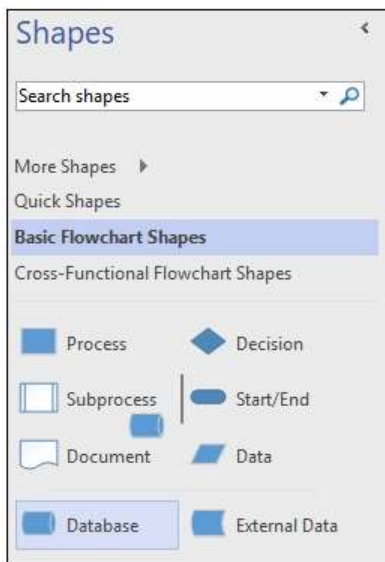 Shapes
Search shapes
More Shapes
Quick Shapes
Basic Flowchart Shapes
Cross-Functional Flowchart Shapes
Process Decision
Subprocess Start/End
Document Data
Database External Data